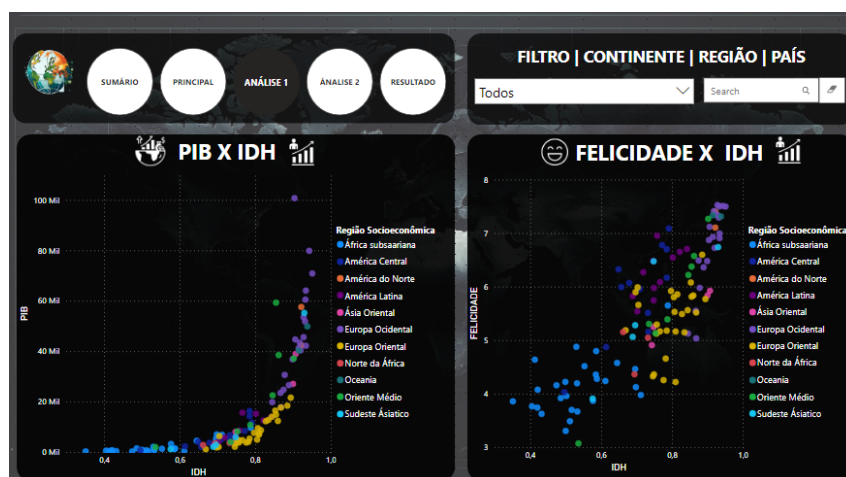 SUMÁRIO
PRINCIPAL
ANÁLISE 1
ÁNALISE 2
RESULTADO
FILTRO | CONTINENTE | REGIÃO | PAÍS
Todos
Search
PIB X IDH
100 Mil
80 Mil
60 Mil
40 Mil
20 Mil
0 Mil
PIB
0,4
0,6
0,8
1,0
IDH
Região Socioeconômica
África subsaariana
América Central
América do Norte
América Latina
Ásia Oriental
Europa Ocidental
Europa Oriental
Norte da África
Oceania
Oriente Médio
Sudeste Ásiatico
FELICIDADE X IDH
8
7
6
5
4
3
FELICIDADE
0,4
0,6
0,8
1,0
IDH
Região Socioeconômica
África subsaariana
América Central
América do Norte
América Latina
Ásia Oriental
Europa Ocidental
Europa Oriental
Norte da África
Oceania
Oriente Médio
Sudeste Ásiatico